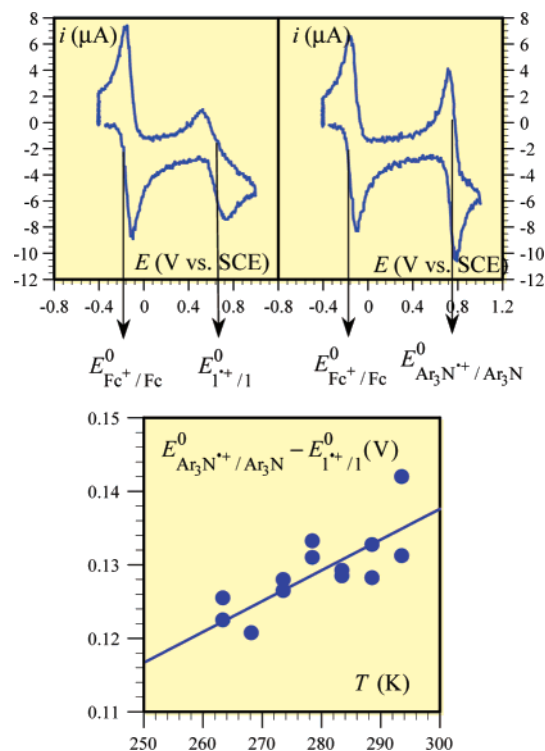 8
6
4
2
0
-2
-4
-6
-8
-10
-12
i (μA)
i (μA)
8
6
4
2
0
-2
-4
-6
-8
-10
-12
E (V vs. SCE)
E (V vs. SCE)
-0.8 -0.4 0 0.4 -0.8 -0.4 0 0.4 0.8 1.2
E⁰Fc⁺/Fc
E⁰1•⁺/1
E⁰Fc⁺/Fc
E⁰Ar₃N•⁺/Ar₃N
0.15
0.14
0.13
0.12
0.11
E⁰Ar₃N•⁺/Ar₃N – E⁰1•⁺/1 (V)
T (K)
250 260 270 280 290 300